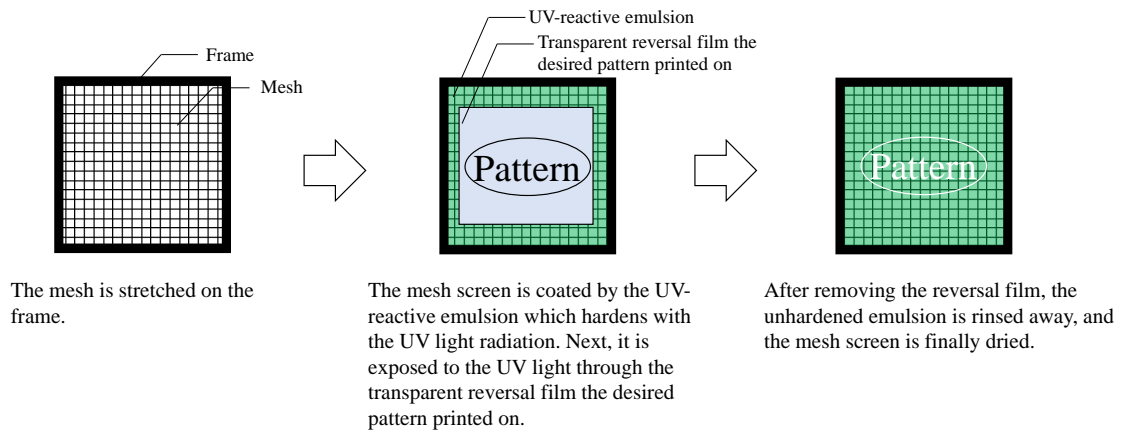 UV-reactive emulsion
Transparent reversal film the
desired pattern printed on
Frame
Mesh
Pattern
Pattern
The mesh is stretched on the
frame.
The mesh screen is coated by the UV-
reactive emulsion which hardens with
the UV light radiation. Next, it is
exposed to the UV light through the
transparent reversal film the desired
pattern printed on.
After removing the reversal film, the
unhardened emulsion is rinsed away, and
the mesh screen is finally dried.